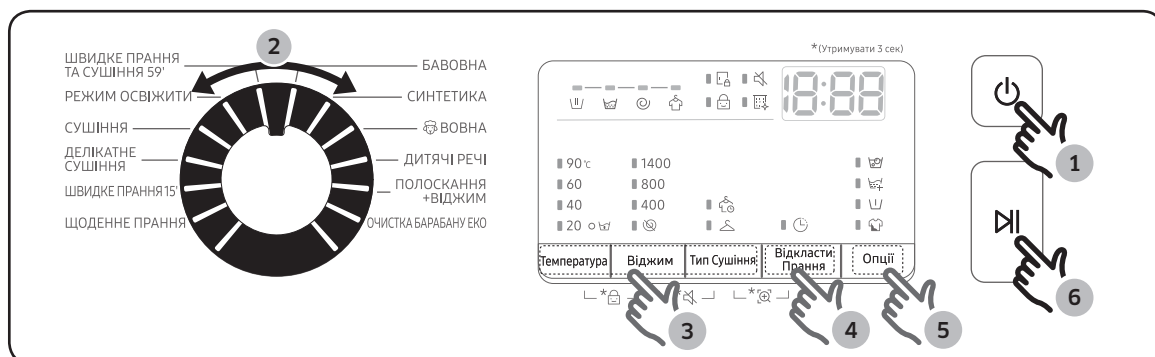 *(Утримувати 3 сек)
2
ШВИДКЕ ПРАННЯ
ТА СУШІННЯ 59'
РЕЖИМ ОСВІЖИТИ
СУШІННЯ
ДЕЛІКАТНЕ
СУШІННЯ
ШВИДКЕ ПРАННЯ 15'
ЩОДЕННЕ ПРАННЯ
БАВОВНА
СИНТЕТИКА
ВОВНА
ДИТЯЧІ РЕЧІ
ПОЛОСКАННЯ
+ВІДЖИМ
ОЧИСТКА БАРАБАНУ ЕКО
18:88
90℃ 1400
60 800
40 400
20
Температура Віджим Тип Сушіння Відкласти Прання Опції
* * *
3
4
5
1
6